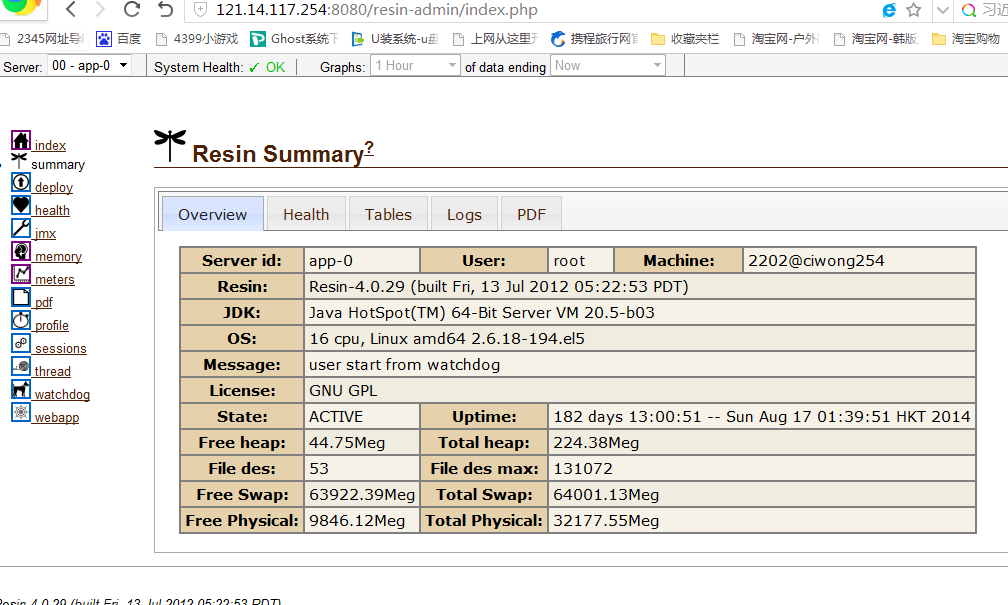 121.14.117.254:8080/resin-admin/index.php
2345网址导 百度 4399小游戏 Ghost系统下 U装系统-u盘 上网从这里开 携程旅行网官 收藏夹栏 淘宝网-户外 淘宝网-韩版 淘宝购物
Server: 00 - app-0 System Health: ✓ OK Graphs: 1 Hour of data ending Now
index
summary
deploy
health
jmx
memory
meters
pdf
profile
sessions
thread
watchdog
webapp
Resin Summary?
Overview Health Tables Logs PDF
Server id: app-0 User: root Machine: 2202@ciwong254
Resin: Resin-4.0.29 (built Fri, 13 Jul 2012 05:22:53 PDT)
JDK: Java HotSpot(TM) 64-Bit Server VM 20.5-b03
OS: 16 cpu, Linux amd64 2.6.18-194.el5
Message: user start from watchdog
License: GNU GPL
State: ACTIVE Uptime: 182 days 13:00:51 -- Sun Aug 17 01:39:51 HKT 2014
Free heap: 44.75Meg Total heap: 224.38Meg
File des: 53 File des max: 131072
Free Swap: 63922.39Meg Total Swap: 64001.13Meg
Free Physical: 9846.12Meg Total Physical: 32177.55Meg
Resin-4.0.29 (built Fri, 13 Jul 2012 05:22:53 PDT)